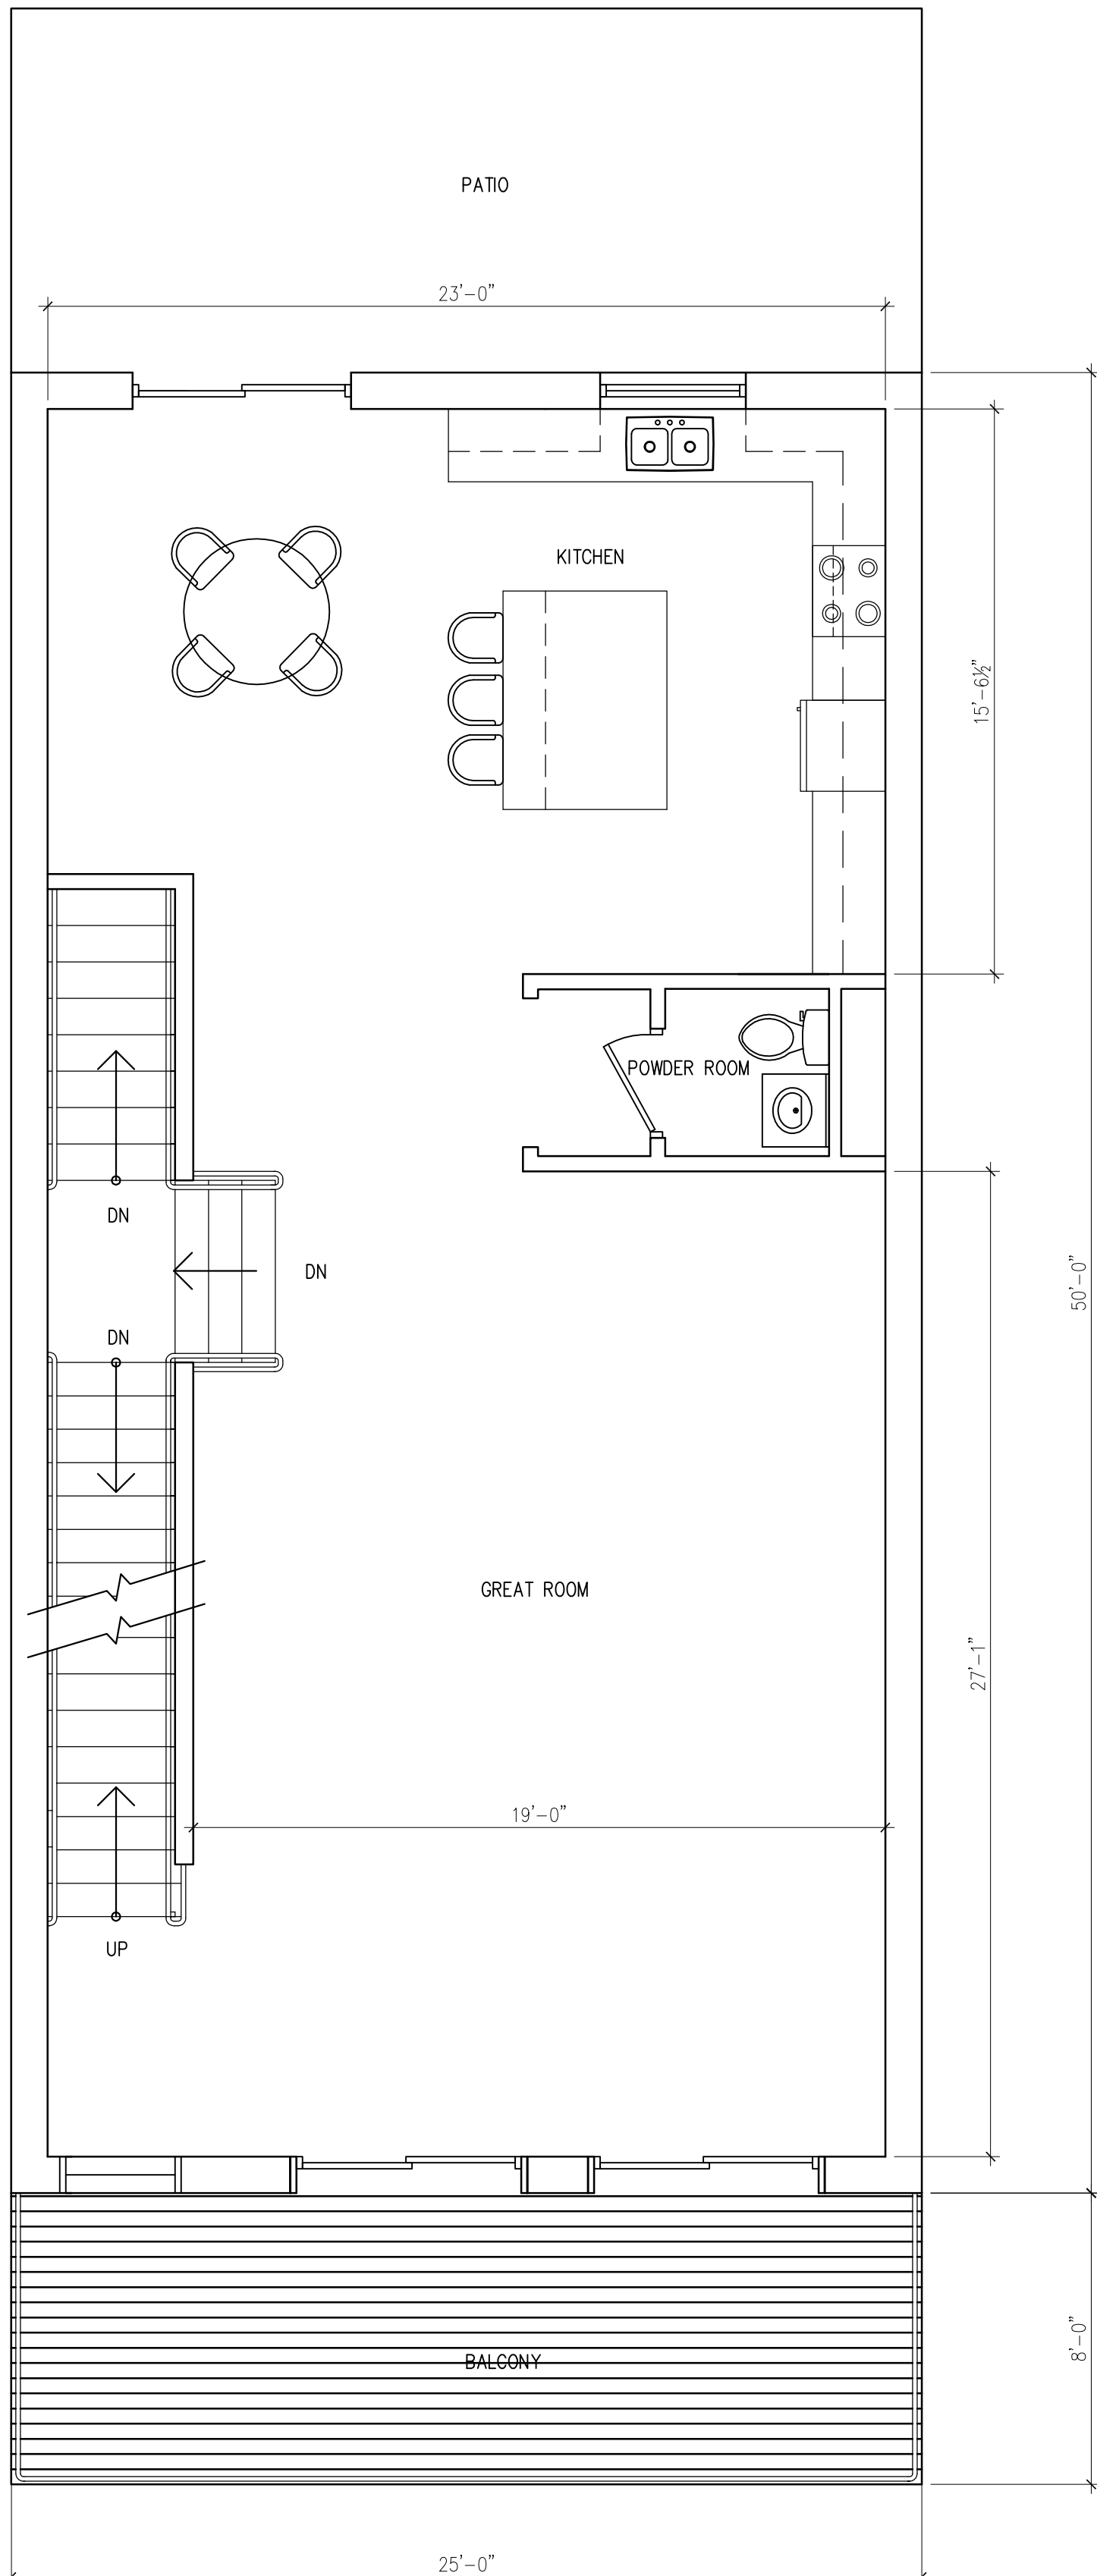 PATIO
23'-0"
KITCHEN
15'-6½"
POWDER ROOM
DN
DN
50'-0"
DN
GREAT ROOM
27'-1"
19'-0"
UP
BALCONY
8'-0"
25'-0"